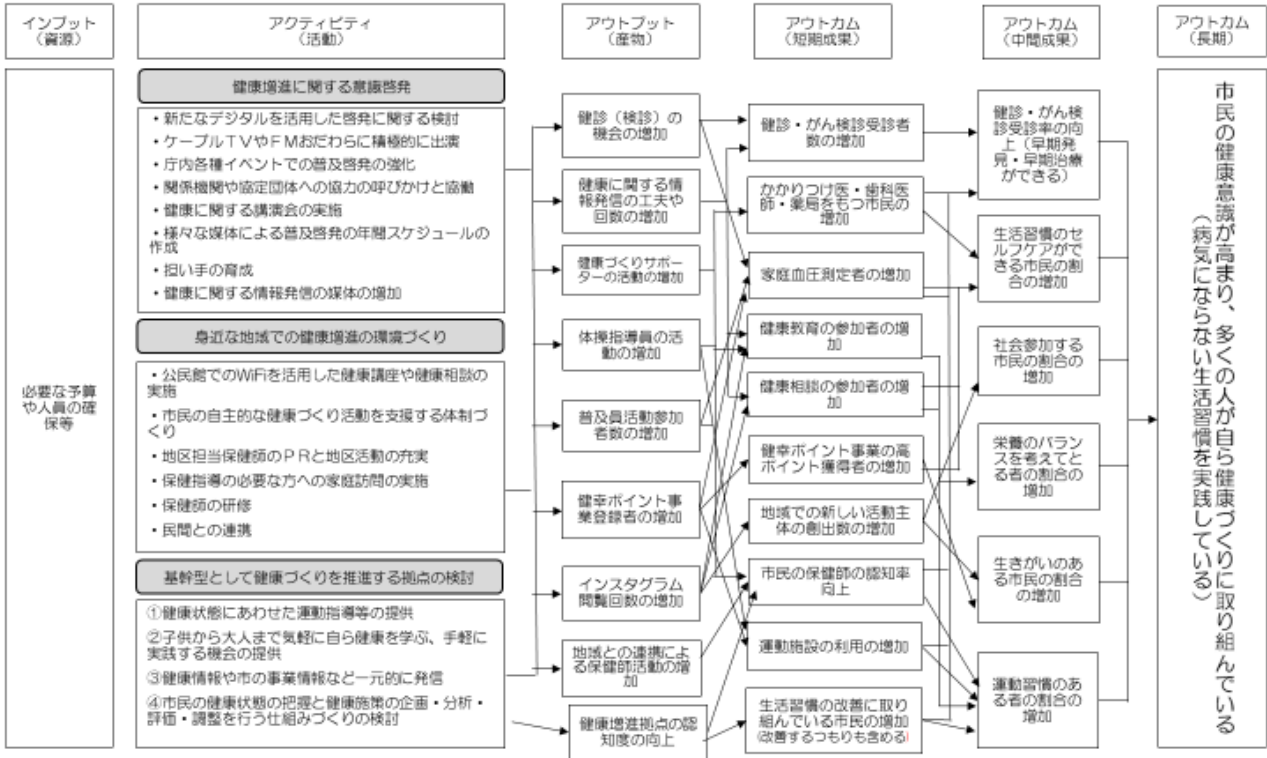 インプット
（資源）
アクティビティ
（活動）
アウトプット
（産物）
アウトカム
（短期成果）
アウトカム
（中間成果）
アウトカム
（長期）
必要な予算
や人員の確
保等
健康増進に関する意識啓発
・新たなデジタルを活用した啓発に関する検討
・ケーブルＴＶやＦＭおだわらに積極的に出演
・庁内各種イベントでの普及啓発の強化
・関係機関や協定団体への協力の呼びかけと協働
・健康に関する講演会の実施
・様々な媒体による普及啓発の年間スケジュールの
作成
・担い手の育成
・健康に関する情報発信の媒体の増加
身近な地域での健康増進の環境づくり
・公民館でのWiFiを活用した健康講座や健康相談の
実施
・市民の自主的な健康づくり活動を支援する体制づ
くり
・地区担当保健師のＰＲと地区活動の充実
・保健指導の必要な方への家庭訪問の実施
・保健師の研修
・民間との連携
基幹型として健康づくりを推進する拠点の検討
①健康状態にあわせた運動指導等の提供
②子供から大人まで気軽に自ら健康を学ぶ、手軽に
実践する機会の提供
③健康情報や市の事業情報など一元的に発信
④市民の健康状態の把握と健康施策の企画・分析・
評価・調整を行う仕組みづくりの検討
健診（検診）の
機会の増加
健康に関する情
報発信の工夫や
回数の増加
健康づくりサポー
ターの活動の増加
体操指導員の活
動の増加
普及員活動参加
者数の増加
健幸ポイント事
業登録者の増加
インスタグラム
閲覧回数の増加
地域との連携によ
る保健師活動の増
加
健康増進拠点の認
知度の向上
健診・がん検診受診者
数の増加
かかりつけ医・歯科医
師・薬局をもつ市民の
増加
家庭血圧測定者の増加
健康教育の参加者の増
加
健康相談の参加者の増
加
健幸ポイント事業の高
ポイント獲得者の増加
地域での新しい活動主
体の創出数の増加
市民の保健師の認知率
向上
運動施設の利用の増加
生活習慣の改善に取り
組んでいる市民の増加
（改善するつもりも含める）
健診・がん検
診受診率の向
上（早期発
見・早期治療
ができる）
生活習慣のセ
ルフケアがで
きる市民の割
合の増加
社会参加する
市民の割合の
増加
栄養のバラン
スを考えてと
る者の割合の
増加
生きがいのあ
る市民の割合
の増加
運動習慣のあ
る者の割合の
増加
市民の健康意識が高まり、多くの人が自ら健康づくりに取り組んでいる
（病気にならない生活習慣を実践している）